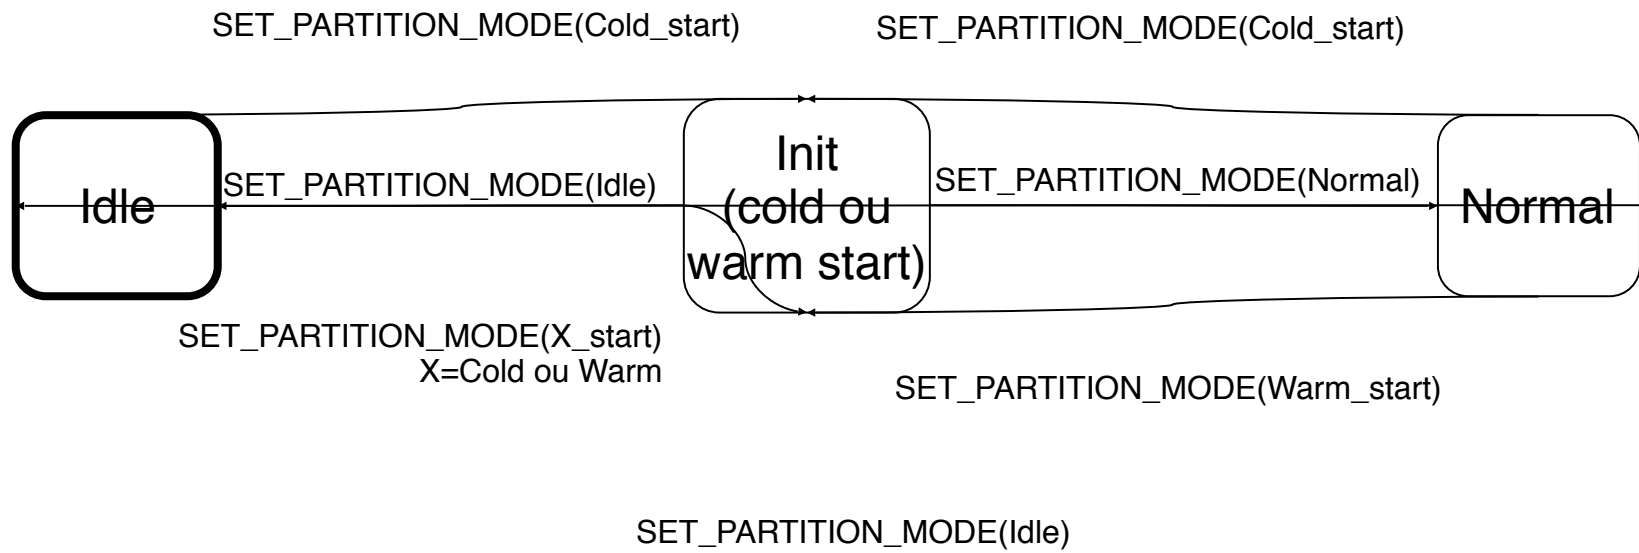 SET_PARTITION_MODE(Cold_start)
SET_PARTITION_MODE(Cold_start)
Idle
SET_PARTITION_MODE(Idle)
Init
(cold ou
warm start)
SET_PARTITION_MODE(Normal)
Normal
SET_PARTITION_MODE(X_start)
X=Cold ou Warm
SET_PARTITION_MODE(Warm_start)
SET_PARTITION_MODE(Idle)